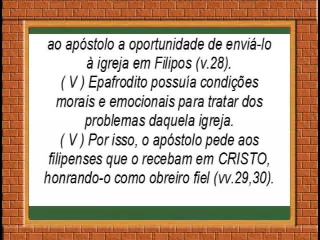 ao apóstolo a oportunidade de enviá-lo
à igreja em Filipos (v.28).
( V ) Epafrodito possuía condições
morais e emocionais para tratar dos
problemas daquela igreja.
( V ) Por isso, o apóstolo pede aos
filipenses que o recebam em CRISTO,
honrando-o como obreiro fiel (vv.29,30).